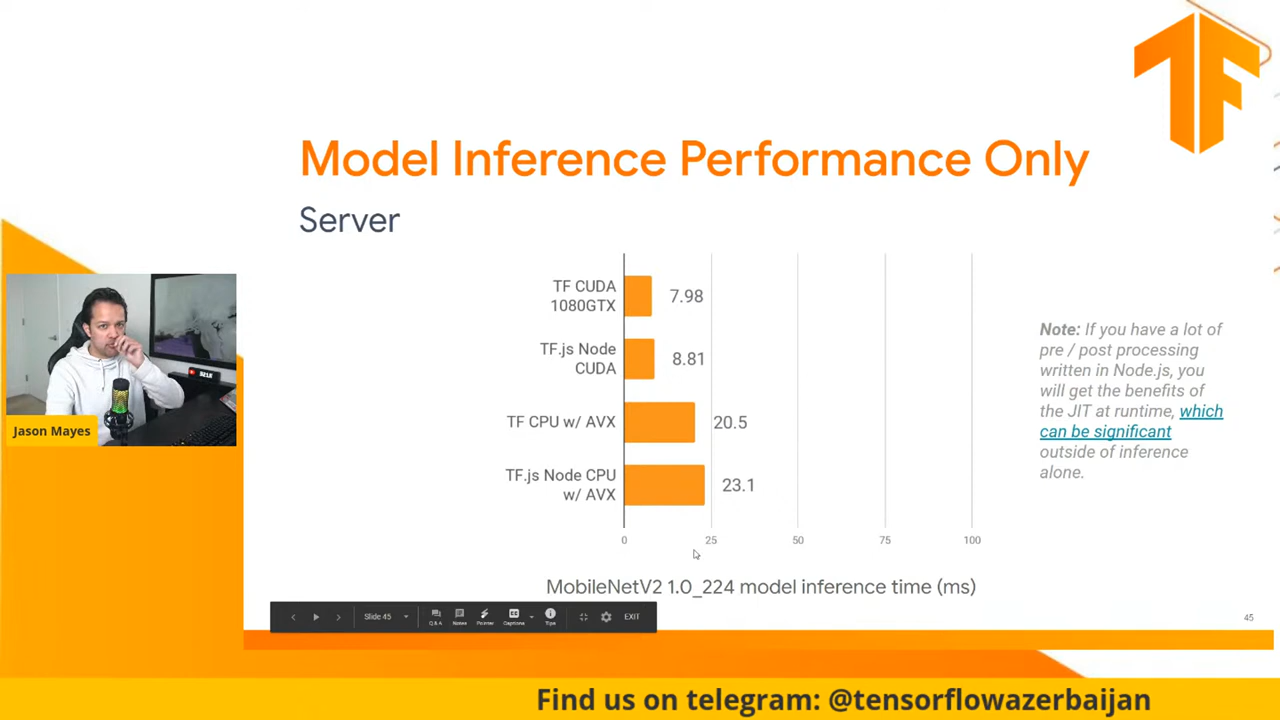 Model Inference Performance Only
Server
TF CUDA
1080GTX
7.98
TF.js Node
CUDA
8.81
TF CPU w/ AVX
20.5
TF.js Node CPU
w/ AVX
23.1
0
25
50
75
100
MobileNetV2 1.0_224 model inference time (ms)
Note: If you have a lot of
pre / post processing
written in Node.js, you
will get the benefits of
the JIT at runtime, which
can be significant
outside of inference
alone.
Jason Mayes
Slide 45
Q&A
Notes
Pointer
Captions
Tips
EXIT
45
Find us on telegram: @tensorflowazerbaijan